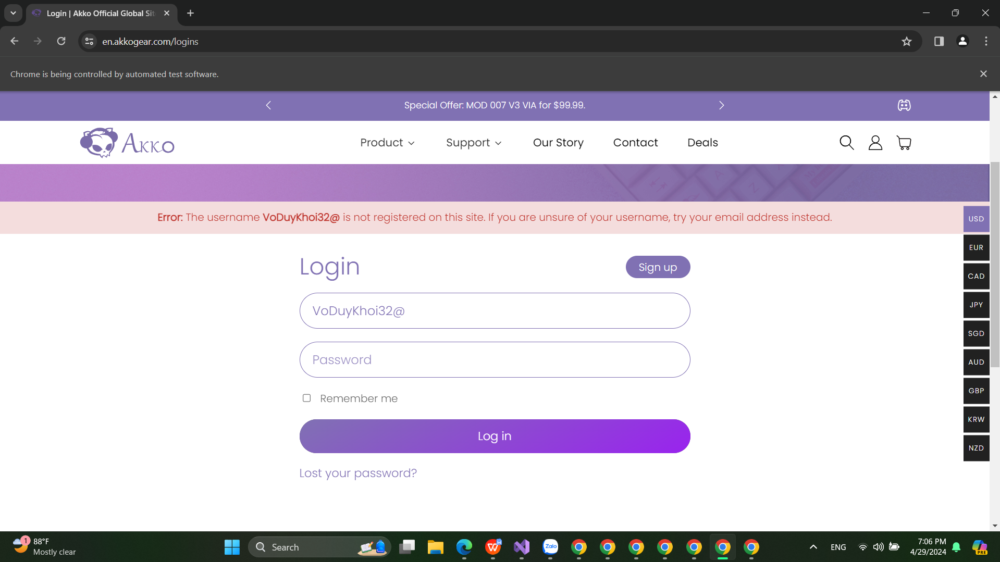 Login | Akko Official Global Sit
en.akkogear.com/logins
Chrome is being controlled by automated test software.
Special Offer: MOD 007 V3 VIA for $99.99.
AKKO
Product
Support
Our Story
Contact
Deals
Error: The username VoDuyKhoi32@ is not registered on this site. If you are unsure of your username, try your email address instead.
Login
Sign up
VoDuyKhoi32@
Password
Remember me
Log in
Lost your password?
USD
EUR
CAD
JPY
SGD
AUD
GBP
KRW
NZD
1
88°F
Mostly clear
Search
Zalo
ENG
7:06 PM
4/29/2024
PRE